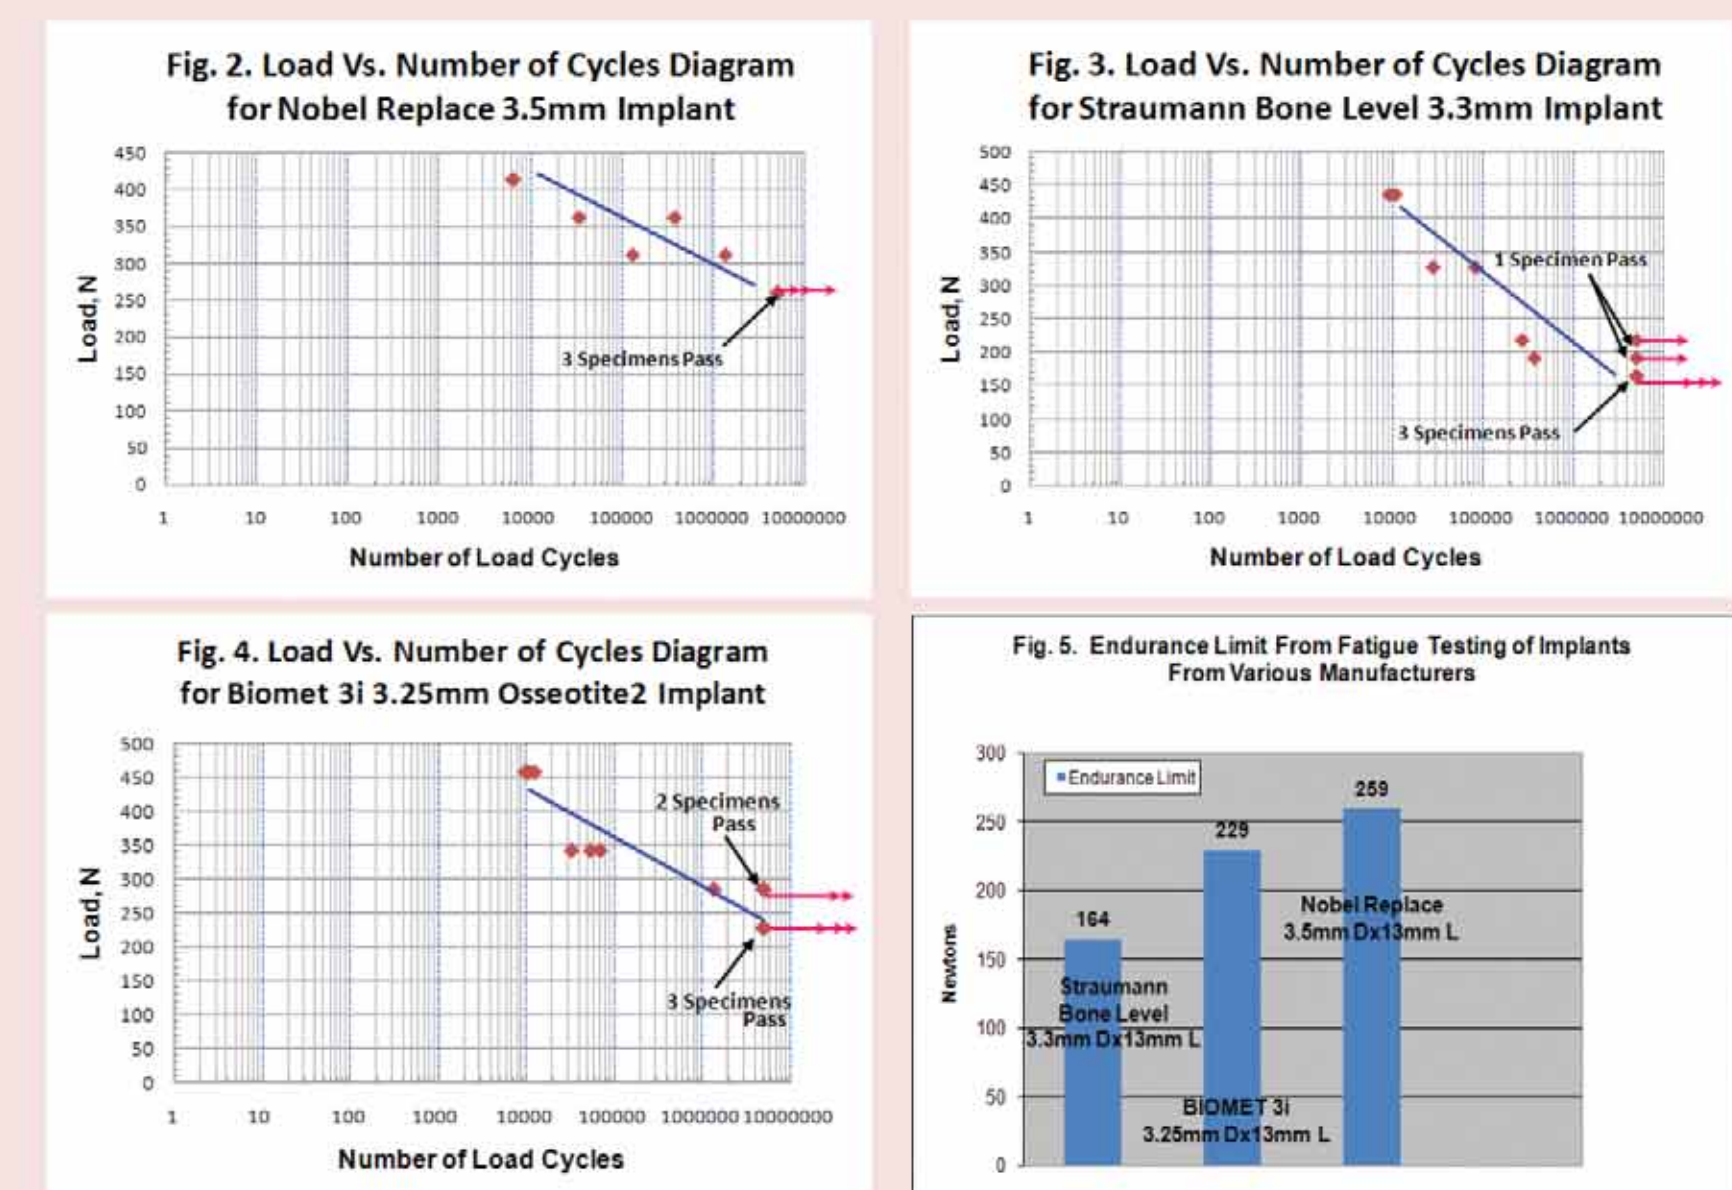 Fig. 2. Load Vs. Number of Cycles Diagram
for Nobel Replace 3.5mm Implant
450
400
350
300
250
200
150
100
50
0
Load, N
3 Specimens Pass
1 10 100 1000 10000 100000 1000000 10000000
Number of Load Cycles
Fig. 3. Load Vs. Number of Cycles Diagram
for Straumann Bone Level 3.3mm Implant
500
450
400
350
300
250
200
150
100
50
0
Load, N
1 Specimen Pass
3 Specimens Pass
1 10 100 1000 10000 100000 1000000 10000000
Number of Load Cycles
Fig. 4. Load Vs. Number of Cycles Diagram
for Biomet 3i 3.25mm Osseotite2 Implant
500
450
400
350
300
250
200
150
100
50
0
Load, N
2 Specimens
Pass
3 Specimens
Pass
1 10 100 1000 10000 100000 1000000 10000000
Number of Load Cycles
Fig. 5. Endurance Limit From Fatigue Testing of Implants
From Various Manufacturers
300
250
200
150
100
50
0
Newtons
Endurance Limit
164
229
259
Straumann
Bone Level
3.3mm Dx13mm L
BIOMET 3i
3.25mm Dx13mm L
Nobel Replace
3.5mm Dx13mm L